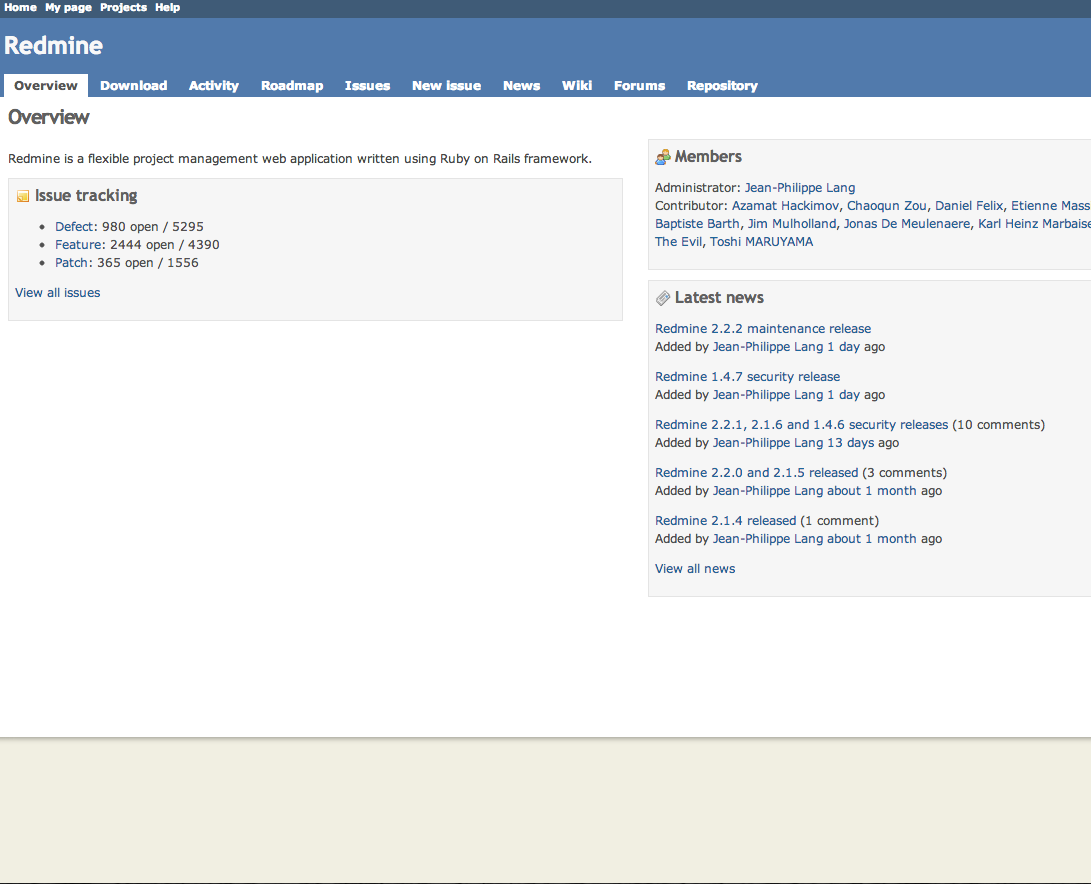 Home My page Projects Help
Redmine
Overview Download Activity Roadmap Issues New issue News Wiki Forums Repository
Overview
Redmine is a flexible project management web application written using Ruby on Rails framework.
Issue tracking
• Defect: 980 open / 5295
• Feature: 2444 open / 4390
• Patch: 365 open / 1556
View all issues
Members
Administrator: Jean-Philippe Lang
Contributor: Azamat Hackimov, Chaoqun Zou, Daniel Felix, Etienne Mass
Baptiste Barth, Jim Mulholland, Jonas De Meulenaere, Karl Heinz Marbaise
The Evil, Toshi MARUYAMA
Latest news
Redmine 2.2.2 maintenance release
Added by Jean-Philippe Lang 1 day ago
Redmine 1.4.7 security release
Added by Jean-Philippe Lang 1 day ago
Redmine 2.2.1, 2.1.6 and 1.4.6 security releases (10 comments)
Added by Jean-Philippe Lang 13 days ago
Redmine 2.2.0 and 2.1.5 released (3 comments)
Added by Jean-Philippe Lang about 1 month ago
Redmine 2.1.4 released (1 comment)
Added by Jean-Philippe Lang about 1 month ago
View all news